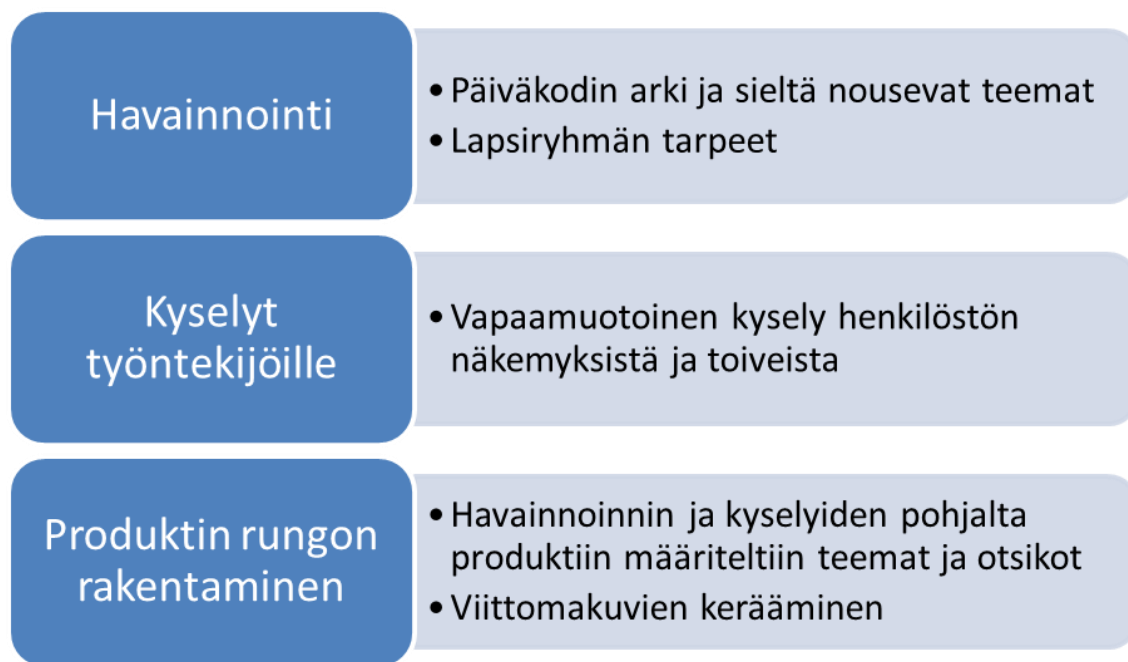 Havainnointi
• Päiväkodin arki ja sieltä nousevat teemat
• Lapsiryhmän tarpeet
Kyselyt
työntekijöille
• Vapaamuotoinen kysely henkilöstön
näkemyksistä ja toiveista
Produktin rungon
rakentaminen
• Havainnoinnin ja kyselyiden pohjalta
produktiin määriteltiin teemat ja otsikot
• Viittomakuvien kerääminen